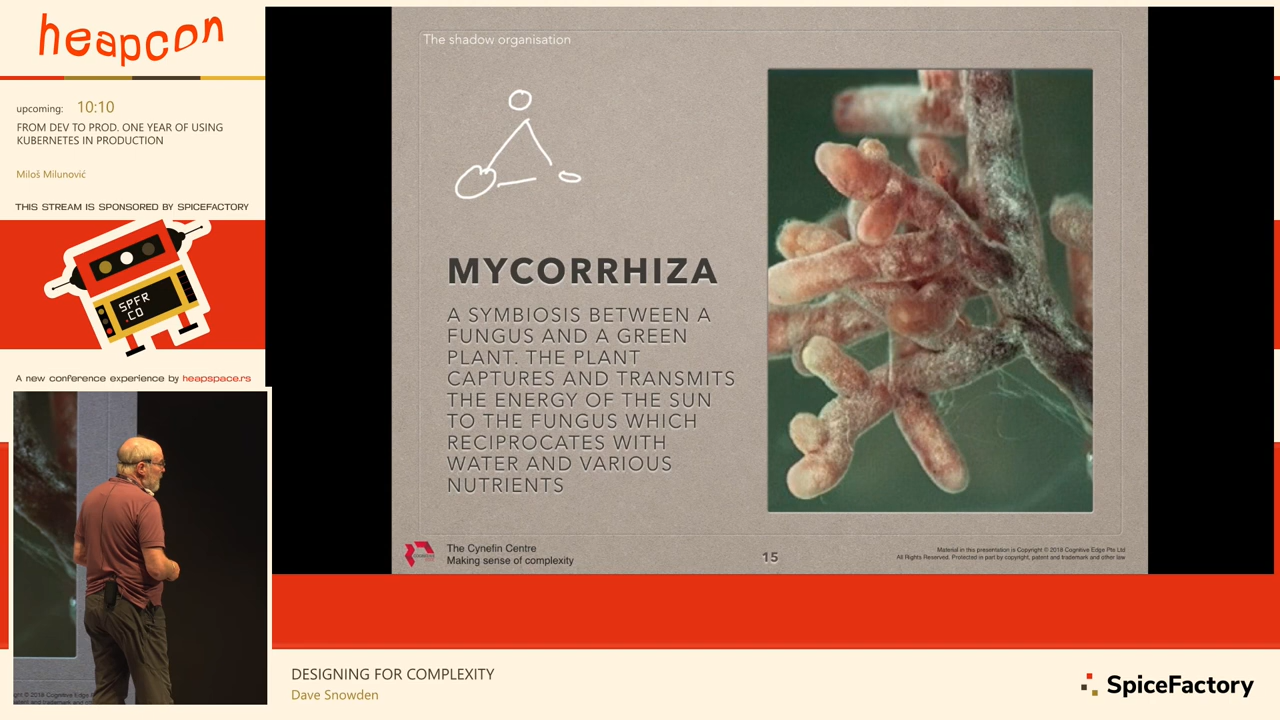 heapcon
upcoming: 10:10
FROM DEV TO PROD. ONE YEAR OF USING
KUBERNETES IN PRODUCTION
Miloš Milunović
THIS STREAM IS SPONSORED BY SPICEFACTORY
SPFR
.CO
A new conference experience by heapspace.rs
The shadow organisation
MYCORRHIZA
A SYMBIOSIS BETWEEN A
FUNGUS AND A GREEN
PLANT. THE PLANT
CAPTURES AND TRANSMITS
THE ENERGY OF THE SUN
TO THE FUNGUS WHICH
RECIPROCATES WITH
WATER AND VARIOUS
NUTRIENTS
The Cynefin Centre
Making sense of complexity
15
Material in this presentation is Copyright © 2018 Cognitive Edge Pte Ltd
All Rights Reserved. Protected in part by copyright, patent and trademark and other law
DESIGNING FOR COMPLEXITY
Dave Snowden
SpiceFactory